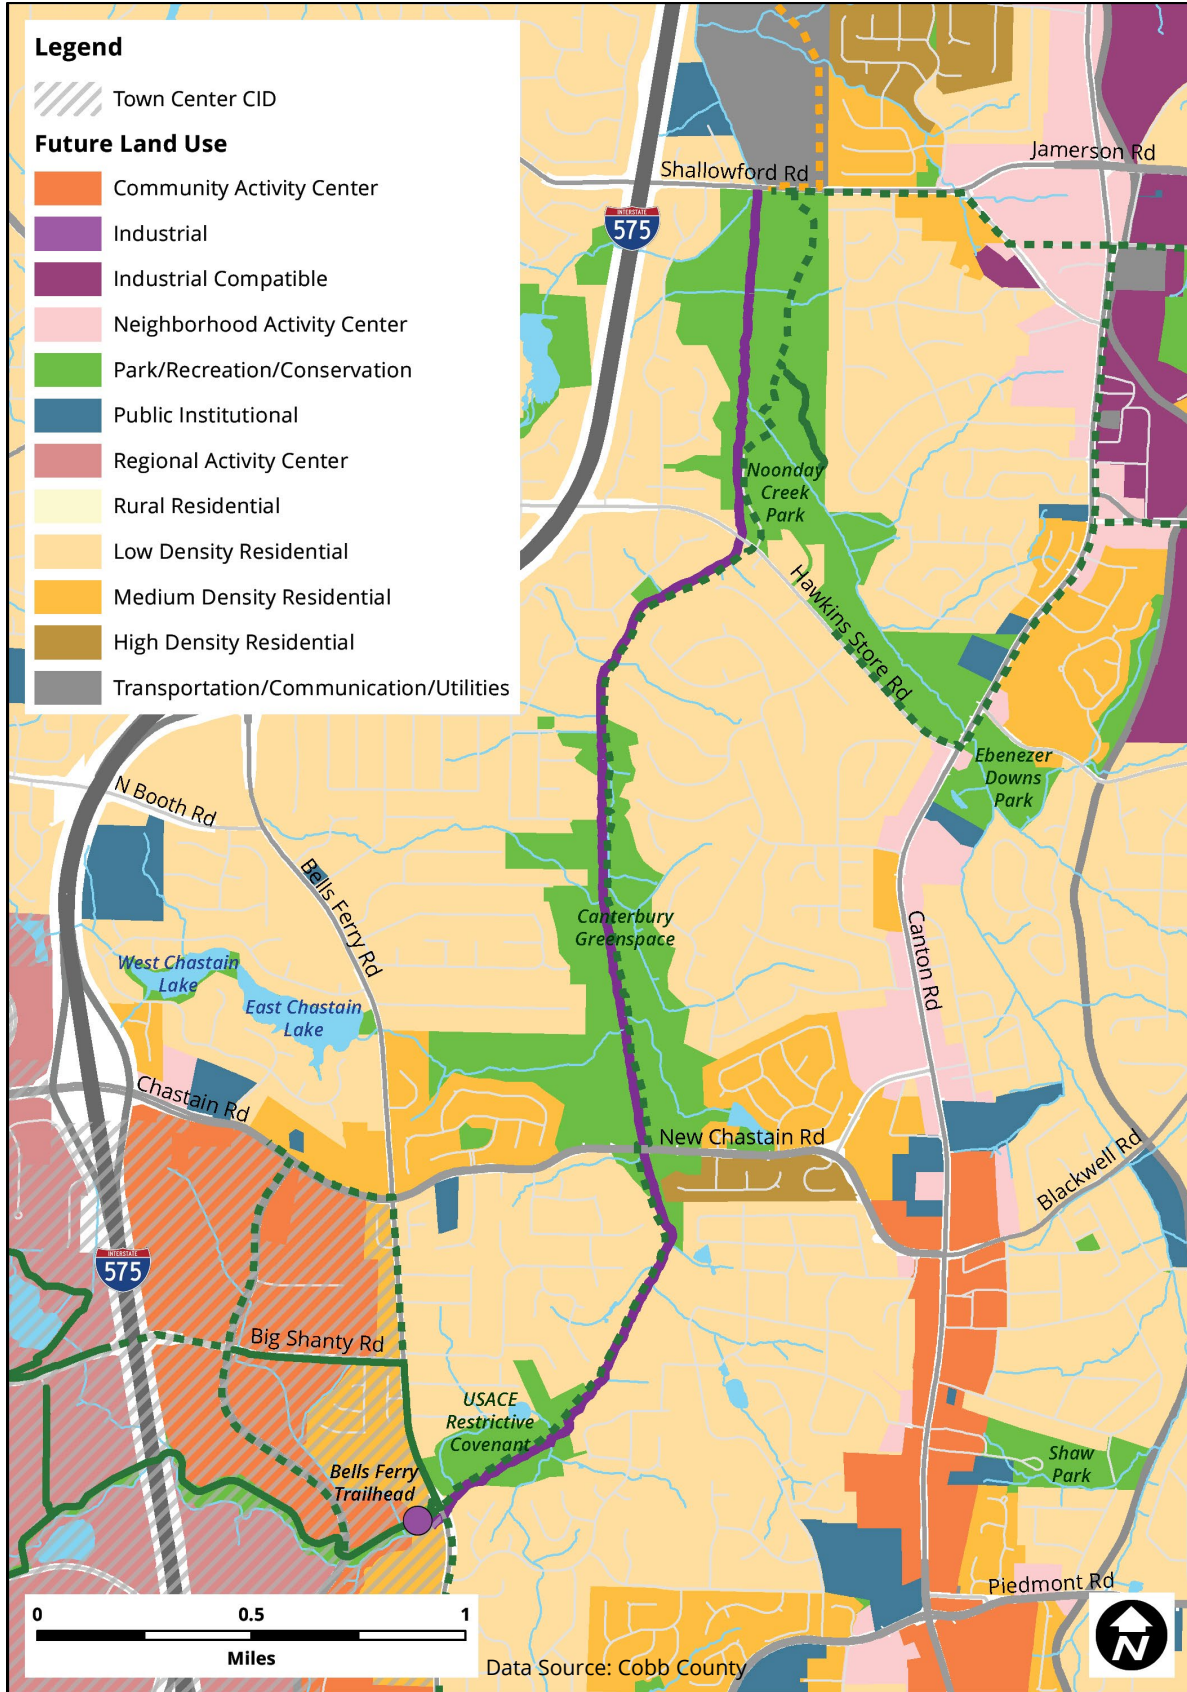 Legend
Town Center CID
Future Land Use
Community Activity Center
Industrial
Industrial Compatible
Neighborhood Activity Center
Park/Recreation/Conservation
Public Institutional
Regional Activity Center
Rural Residential
Low Density Residential
Medium Density Residential
High Density Residential
Transportation/Communication/Utilities
Jamerson Rd
Shallowford Rd
INTERSTATE
575
Noonday
Creek
Park
Hawkins Store Rd
Ebenezer
Downs
Park
N Booth Rd
Bells Ferry Rd
Canterbury
Greenspace
Canton Rd
West Chastain
Lake
East Chastain
Lake
Chastain Rd
New Chastain Rd
Blackwell Rd
INTERSTATE
575
Big Shanty Rd
USACE
Restrictive
Covenant
Bells Ferry
Trailhead
Shaw
Park
Piedmont Rd
0 0.5 1
Miles
Data Source: Cobb County
N